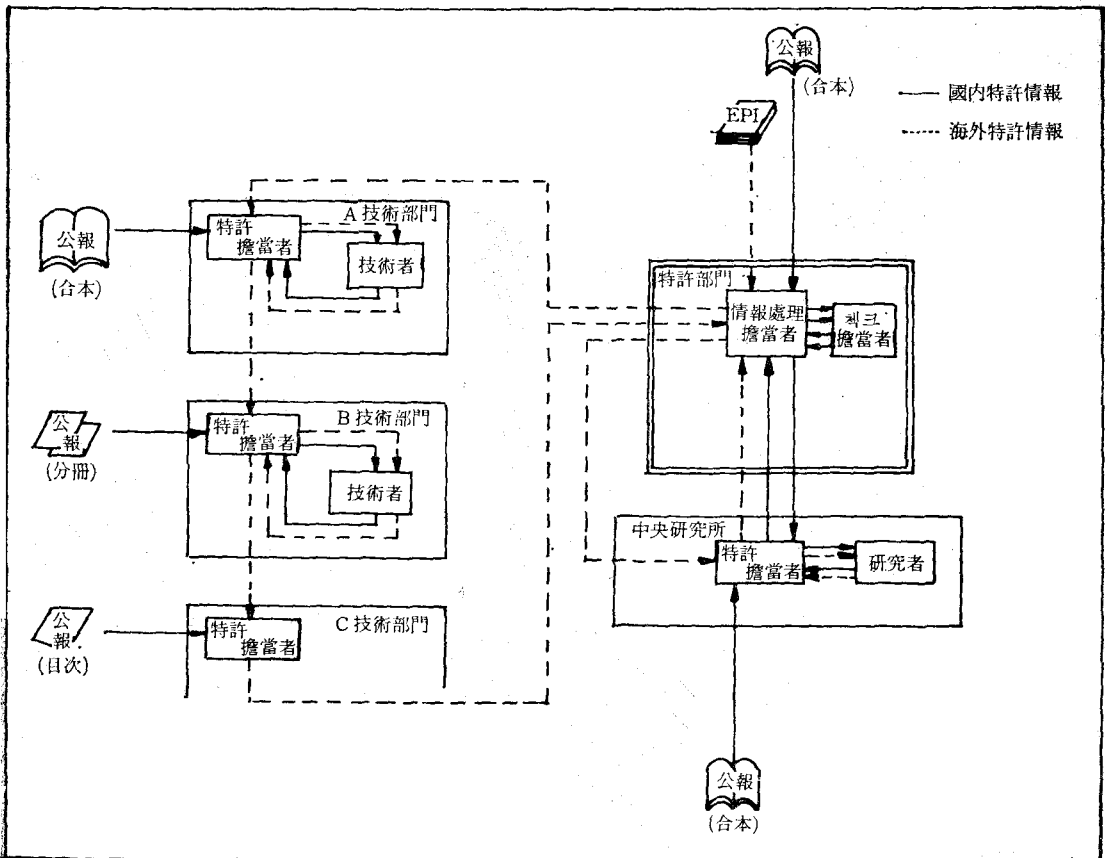 公報
(合本)
EPI
國內特許情報
海外特許情報
公報
(合本)
A技術部門
特許
擔當者
技術者
特許部門
情報處理
擔當者
체크
擔當者
公
報
(分冊)
B技術部門
特許
擔當者
技術者
中央研究所
特許
擔當者
研究者
公
報
(目次)
C技術部門
特許
擔當者
公報
(合本)